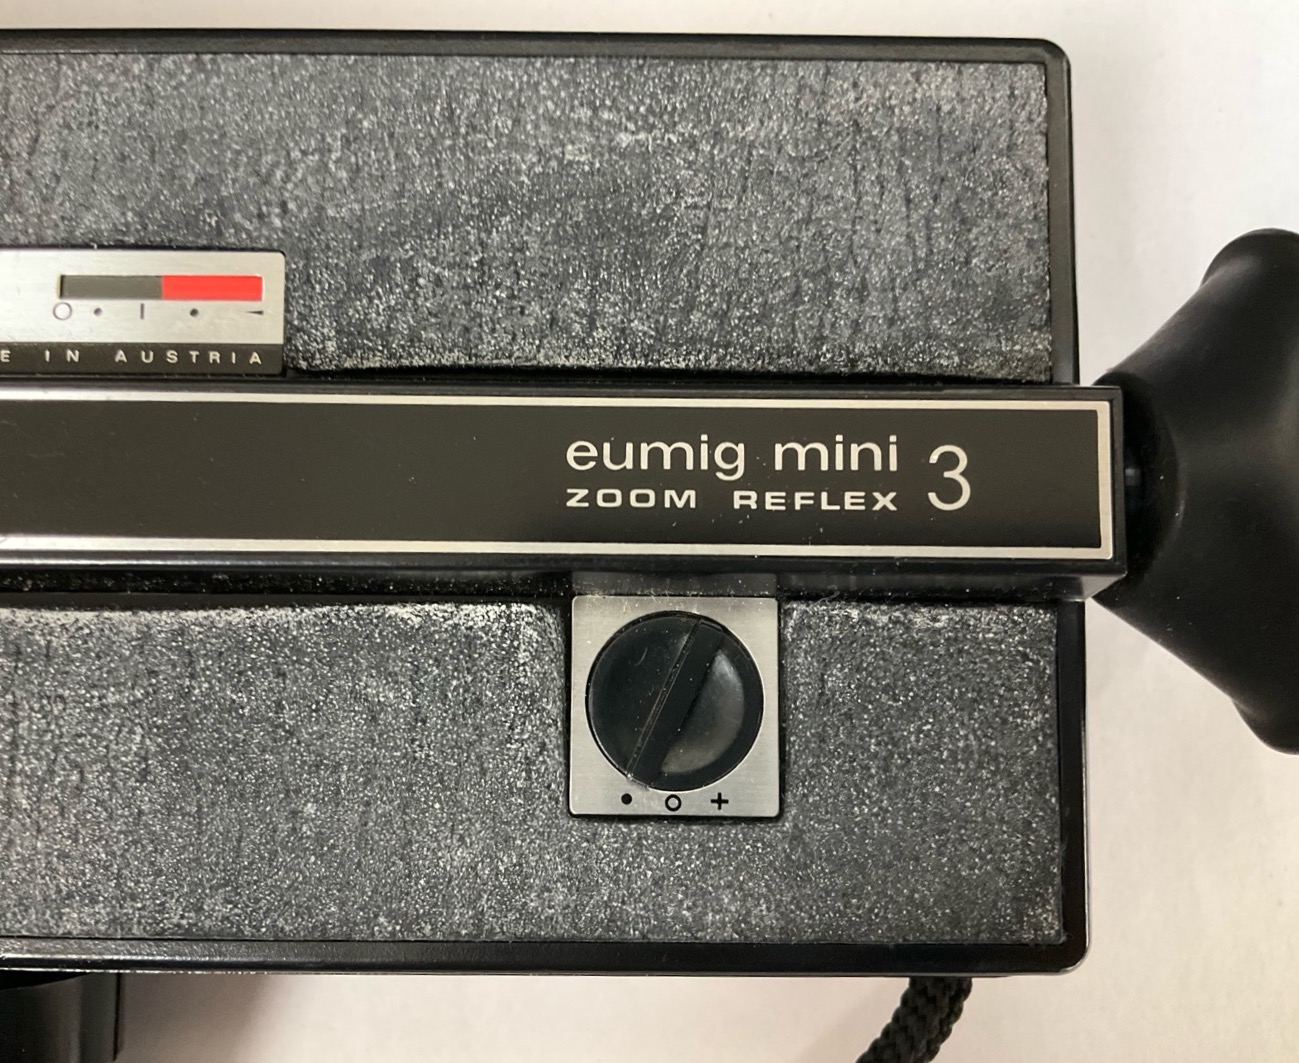 E IN AUSTRIA
eumig mini 3
ZOOM REFLEX